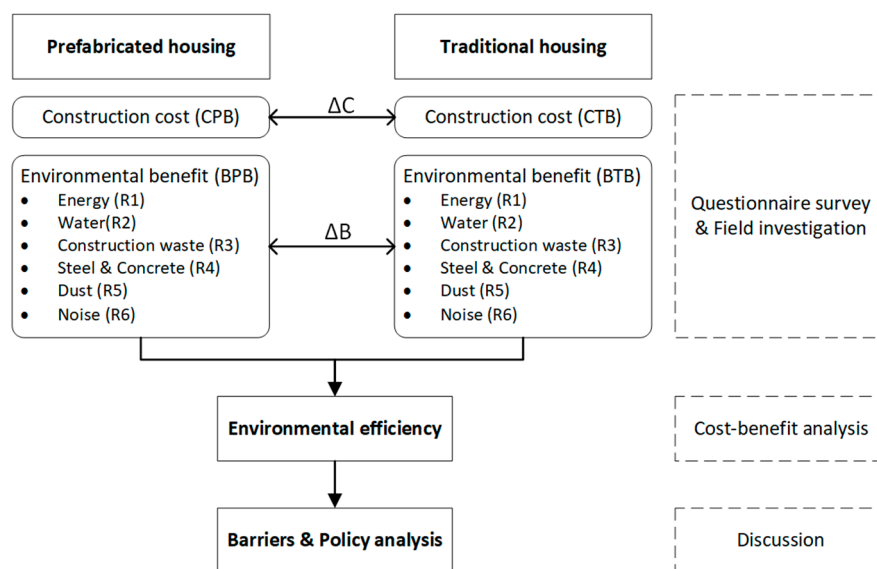 Prefabricated housing
Traditional housing
Construction cost (CPB)
ΔC
Construction cost (CTB)
Environmental benefit (BPB)
• Energy (R1)
• Water(R2)
• Construction waste (R3)
• Steel & Concrete (R4)
• Dust (R5)
• Noise (R6)
ΔB
Environmental benefit (BTB)
• Energy (R1)
• Water (R2)
• Construction waste (R3)
• Steel & Concrete (R4)
• Dust (R5)
• Noise (R6)
Questionnaire survey
& Field investigation
Environmental efficiency
Cost-benefit analysis
Barriers & Policy analysis
Discussion